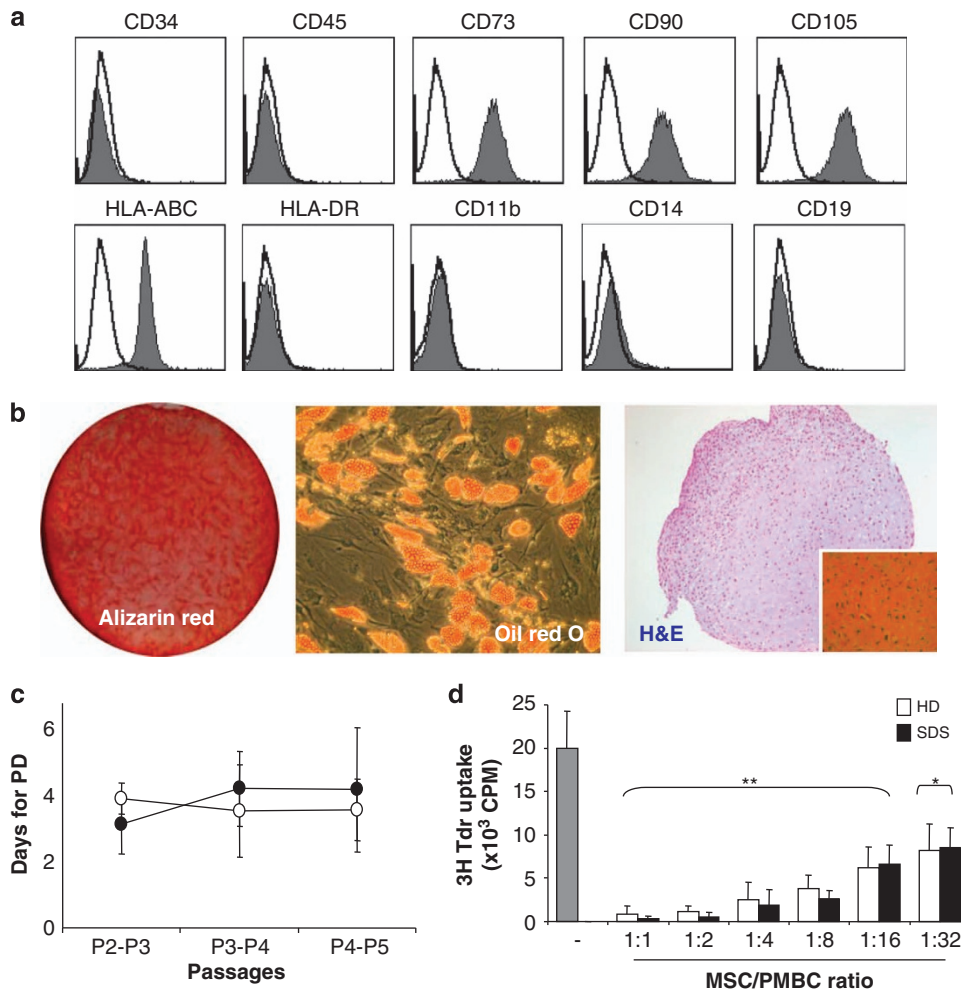 a
CD34 CD45 CD73 CD90 CD105
HLA-ABC HLA-DR CD11b CD14 CD19
b
Alizarin red
Oil red O
H&E
c
6
4
2
0
Days for PD
P2-P3 P3-P4 P4-P5
Passages
d
25
20
15
10
5
0
3H Tdr uptake
(x10³ CPM)
HD
SDS
**
*
- 1:1 1:2 1:4 1:8 1:16 1:32
MSC/PMBC ratio